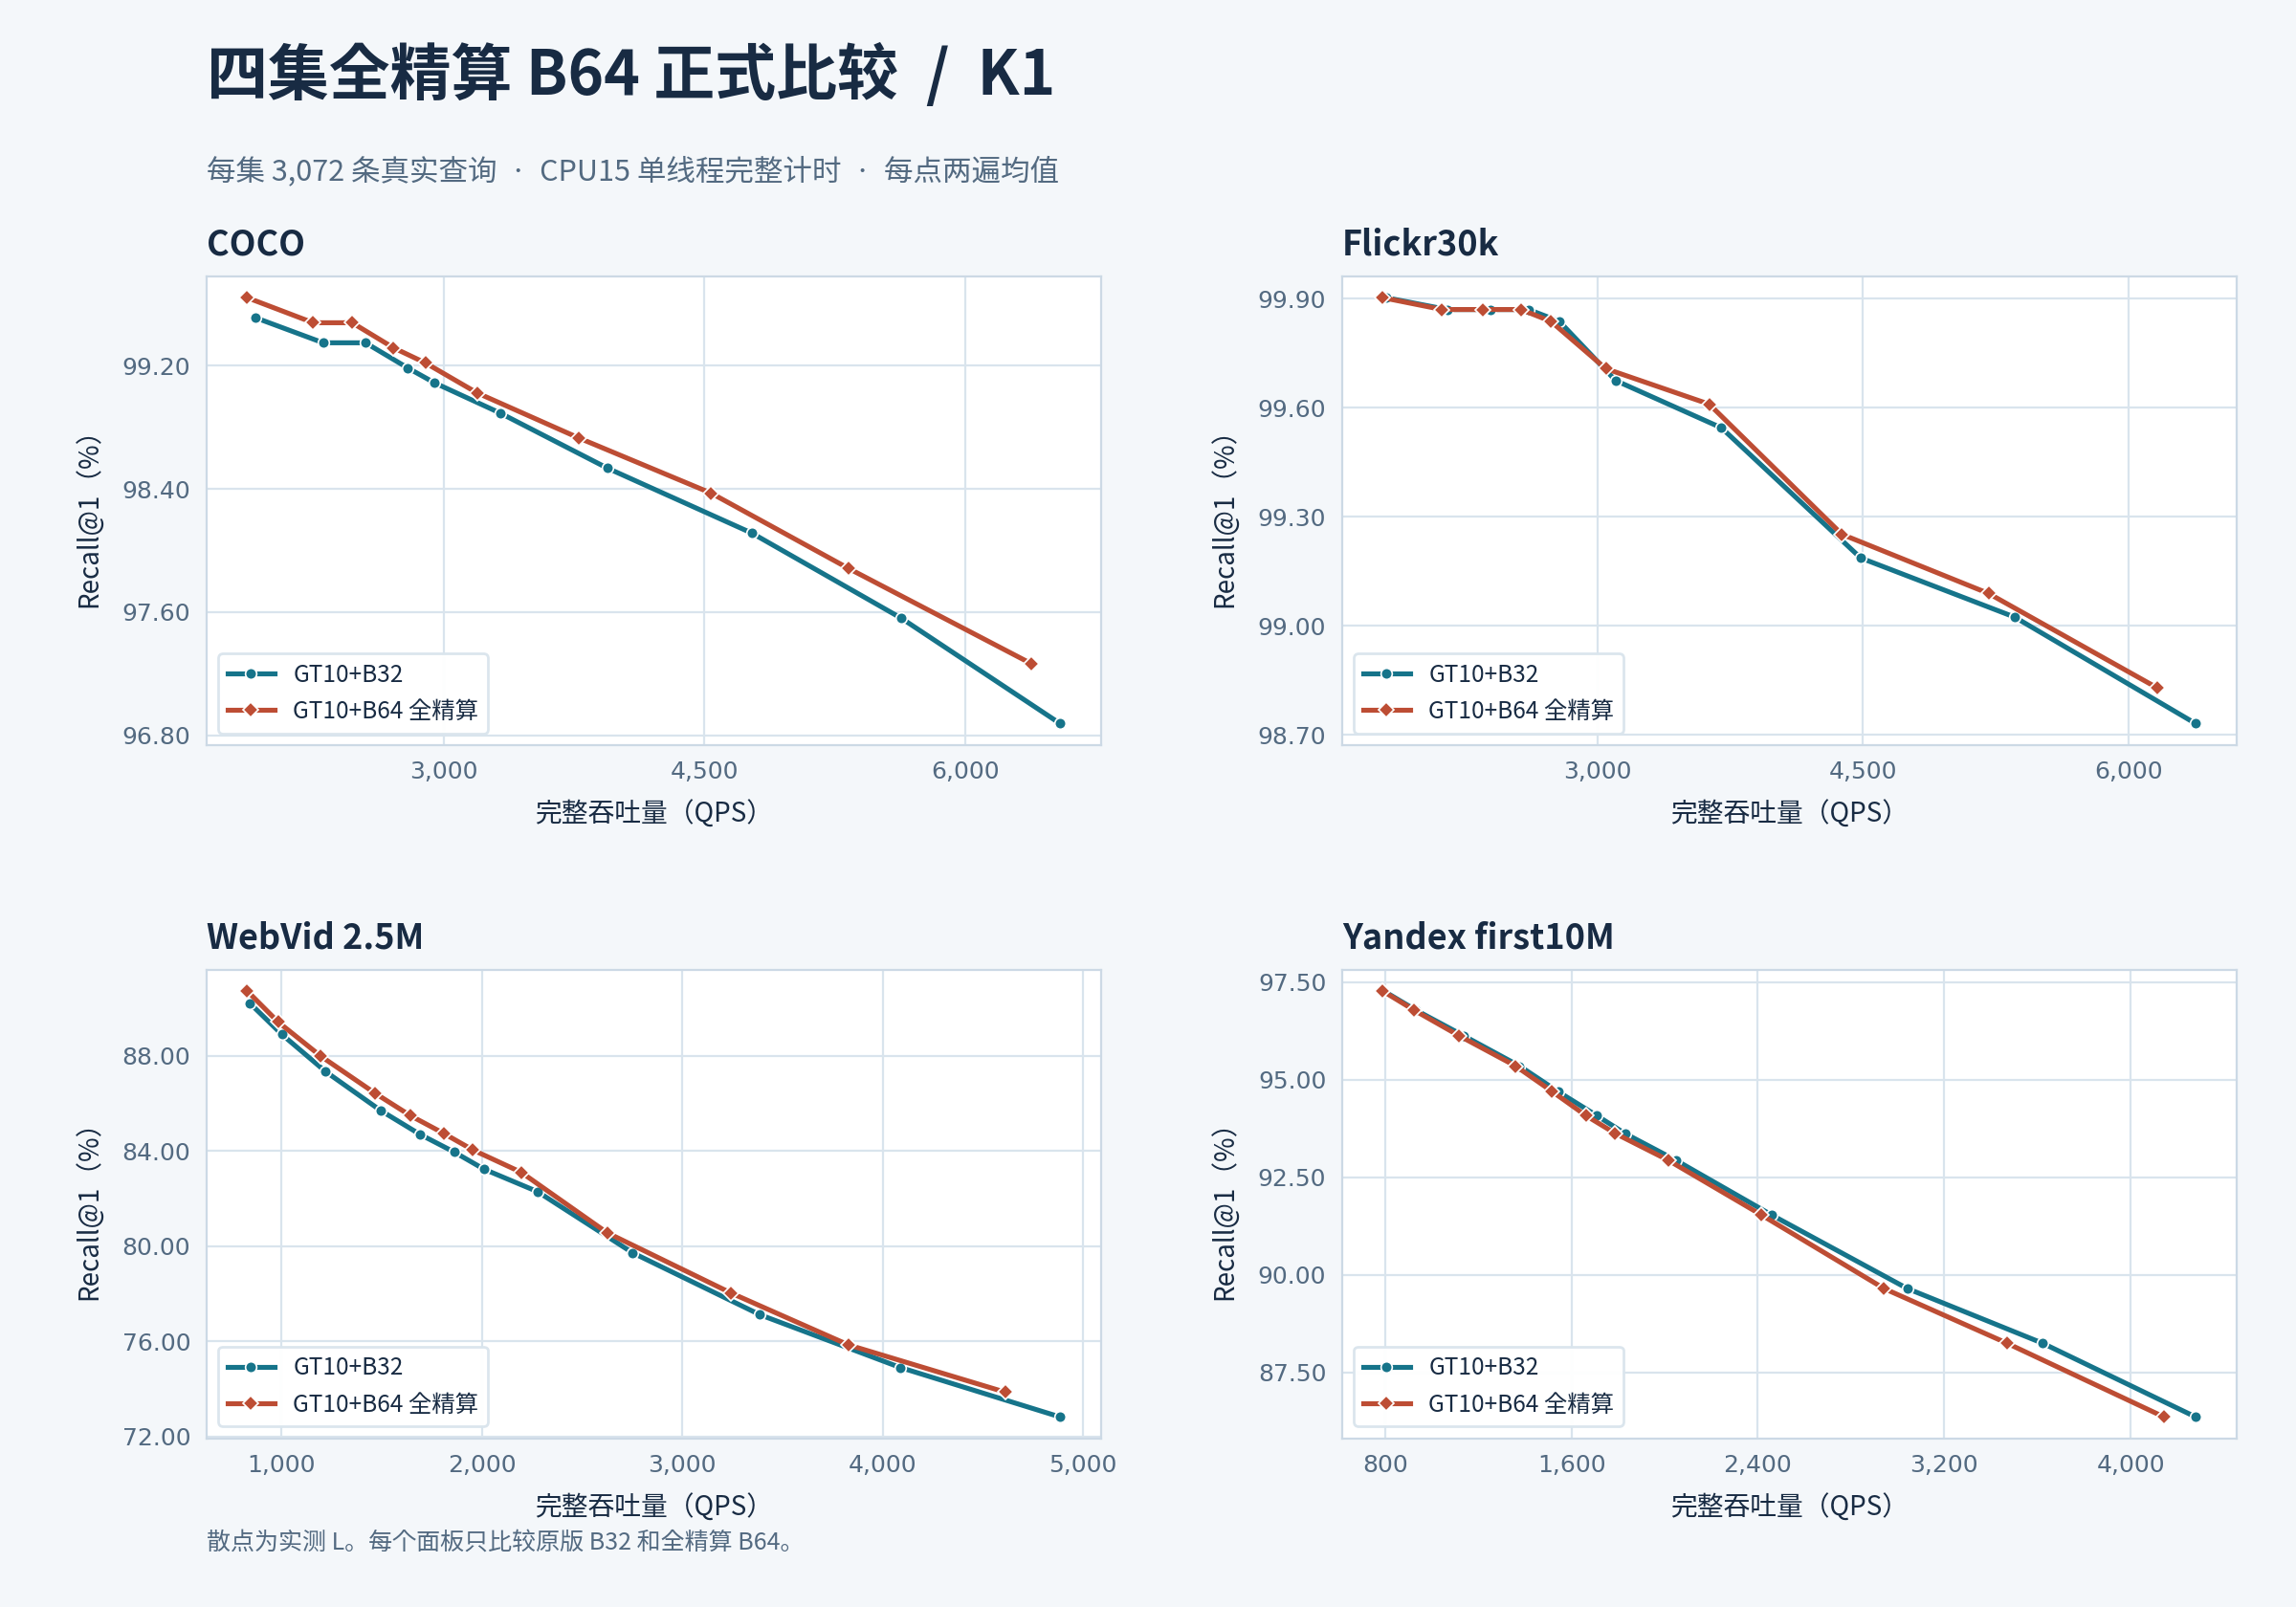 四集全精算 B64 正式比较 / K1
每集 3,072 条真实查询 · CPU15 单线程完整计时 · 每点两遍均值
COCO
Recall@1（%）
99.20
98.40
97.60
96.80
GT10+B32
GT10+B64 全精算
3,000
4,500
6,000
完整吞吐量（QPS）
Flickr30k
Recall@1（%）
99.90
99.60
99.30
99.00
98.70
GT10+B32
GT10+B64 全精算
3,000
4,500
6,000
完整吞吐量（QPS）
WebVid 2.5M
Recall@1（%）
88.00
84.00
80.00
76.00
72.00
GT10+B32
GT10+B64 全精算
1,000
2,000
3,000
4,000
5,000
完整吞吐量（QPS）
Yandex first10M
Recall@1（%）
97.50
95.00
92.50
90.00
87.50
GT10+B32
GT10+B64 全精算
800
1,600
2,400
3,200
4,000
完整吞吐量（QPS）
散点为实测 L。每个面板只比较原版 B32 和全精算 B64。